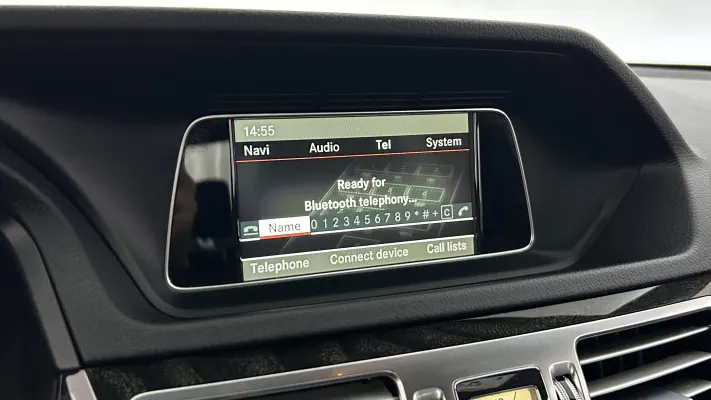 14:55
Navi Audio Tel System
Ready for
Bluetooth telephony...
Name 0 1 2 3 4 5 6 7 8 9 * # + C
Telephone Connect device Call lists